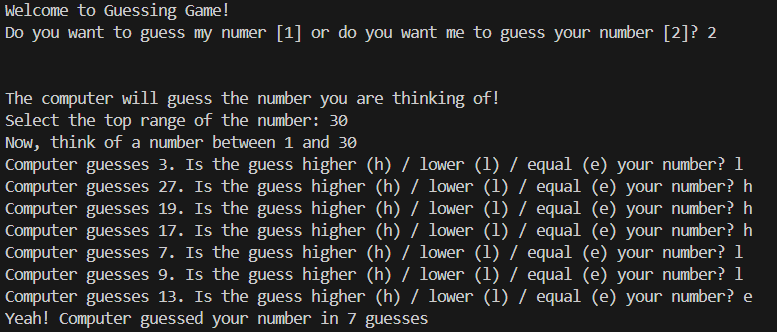 Welcome to Guessing Game!
Do you want to guess my numer [1] or do you want me to guess your number [2]? 2
The computer will guess the number you are thinking of!
Select the top range of the number: 30
Now, think of a number between 1 and 30
Computer guesses 3. Is the guess higher (h) / lower (l) / equal (e) your number? l
Computer guesses 27. Is the guess higher (h) / lower (l) / equal (e) your number? h
Computer guesses 19. Is the guess higher (h) / lower (l) / equal (e) your number? h
Computer guesses 17. Is the guess higher (h) / lower (l) / equal (e) your number? h
Computer guesses 7. Is the guess higher (h) / lower (l) / equal (e) your number? l
Computer guesses 9. Is the guess higher (h) / lower (l) / equal (e) your number? l
Computer guesses 13. Is the guess higher (h) / lower (l) / equal (e) your number? e
Yeah! Computer guessed your number in 7 guesses